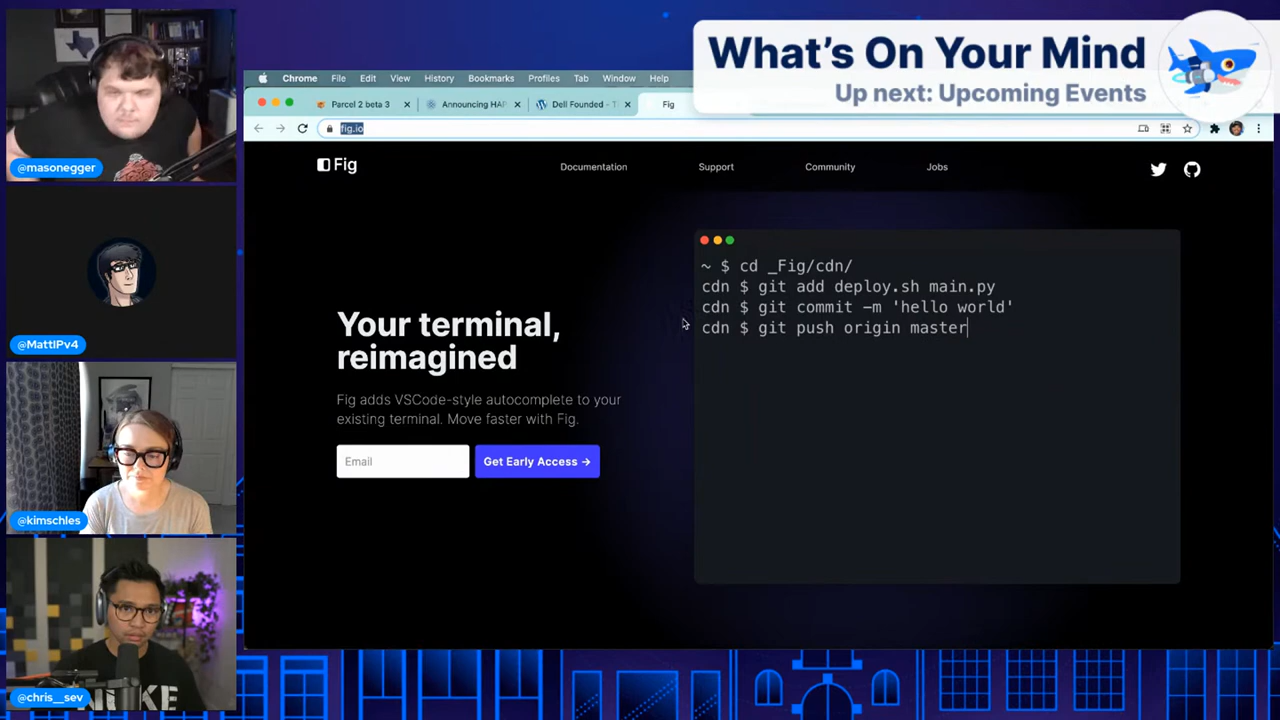 What's On Your Mind
Up next: Upcoming Events
Chrome File Edit View History Bookmarks Profiles Tab Window Help
Parcel 2 beta 3
Announcing HAP
Deli Founded - T
Fig
fig.io
Fig
Documentation
Support
Community
Jobs
Your terminal,
reimagined
Fig adds VSCode-style autocomplete to your
existing terminal. Move faster with Fig.
Email
Get Early Access →
~ $ cd _Fig/cdn/
cdn $ git add deploy.sh main.py
cdn $ git commit -m 'hello world'
cdn $ git push origin master
@masonegger
@MattIPv4
@kimschles
@chris__sev